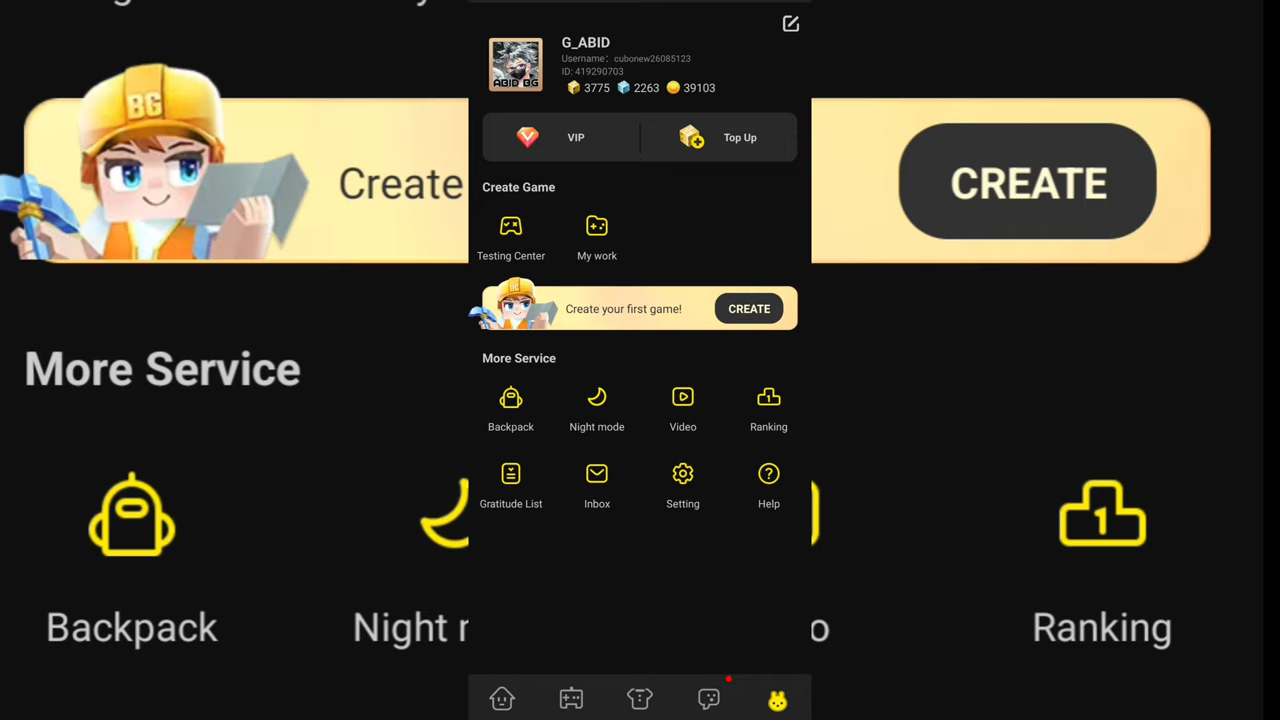 G_ABID
Username: cubonew26085123
ID: 419290703
3775 2263 39103
ABID BG
VIP Top Up
Create Game
Testing Center My work
BG
Create your first game! CREATE
More Service
Backpack Night mode Video Ranking
Gratitude List Inbox Setting Help
BG
Create
CREATE
More Service
Backpack
Night
Ranking